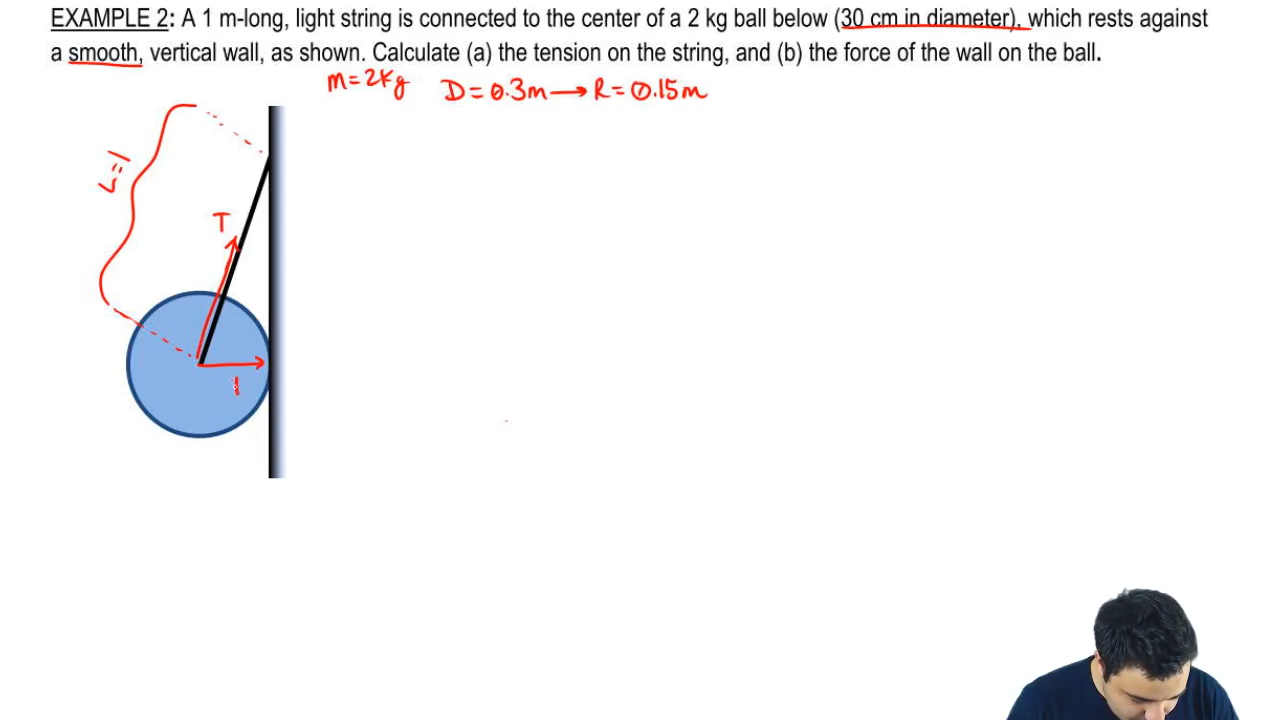 EXAMPLE 2: A 1 m-long, light string is connected to the center of a 2 kg ball below (30 cm in diameter), which rests against
a smooth, vertical wall, as shown. Calculate (a) the tension on the string, and (b) the force of the wall on the ball.
m=2kg D=0.3m→R=0.15m
L=1
T